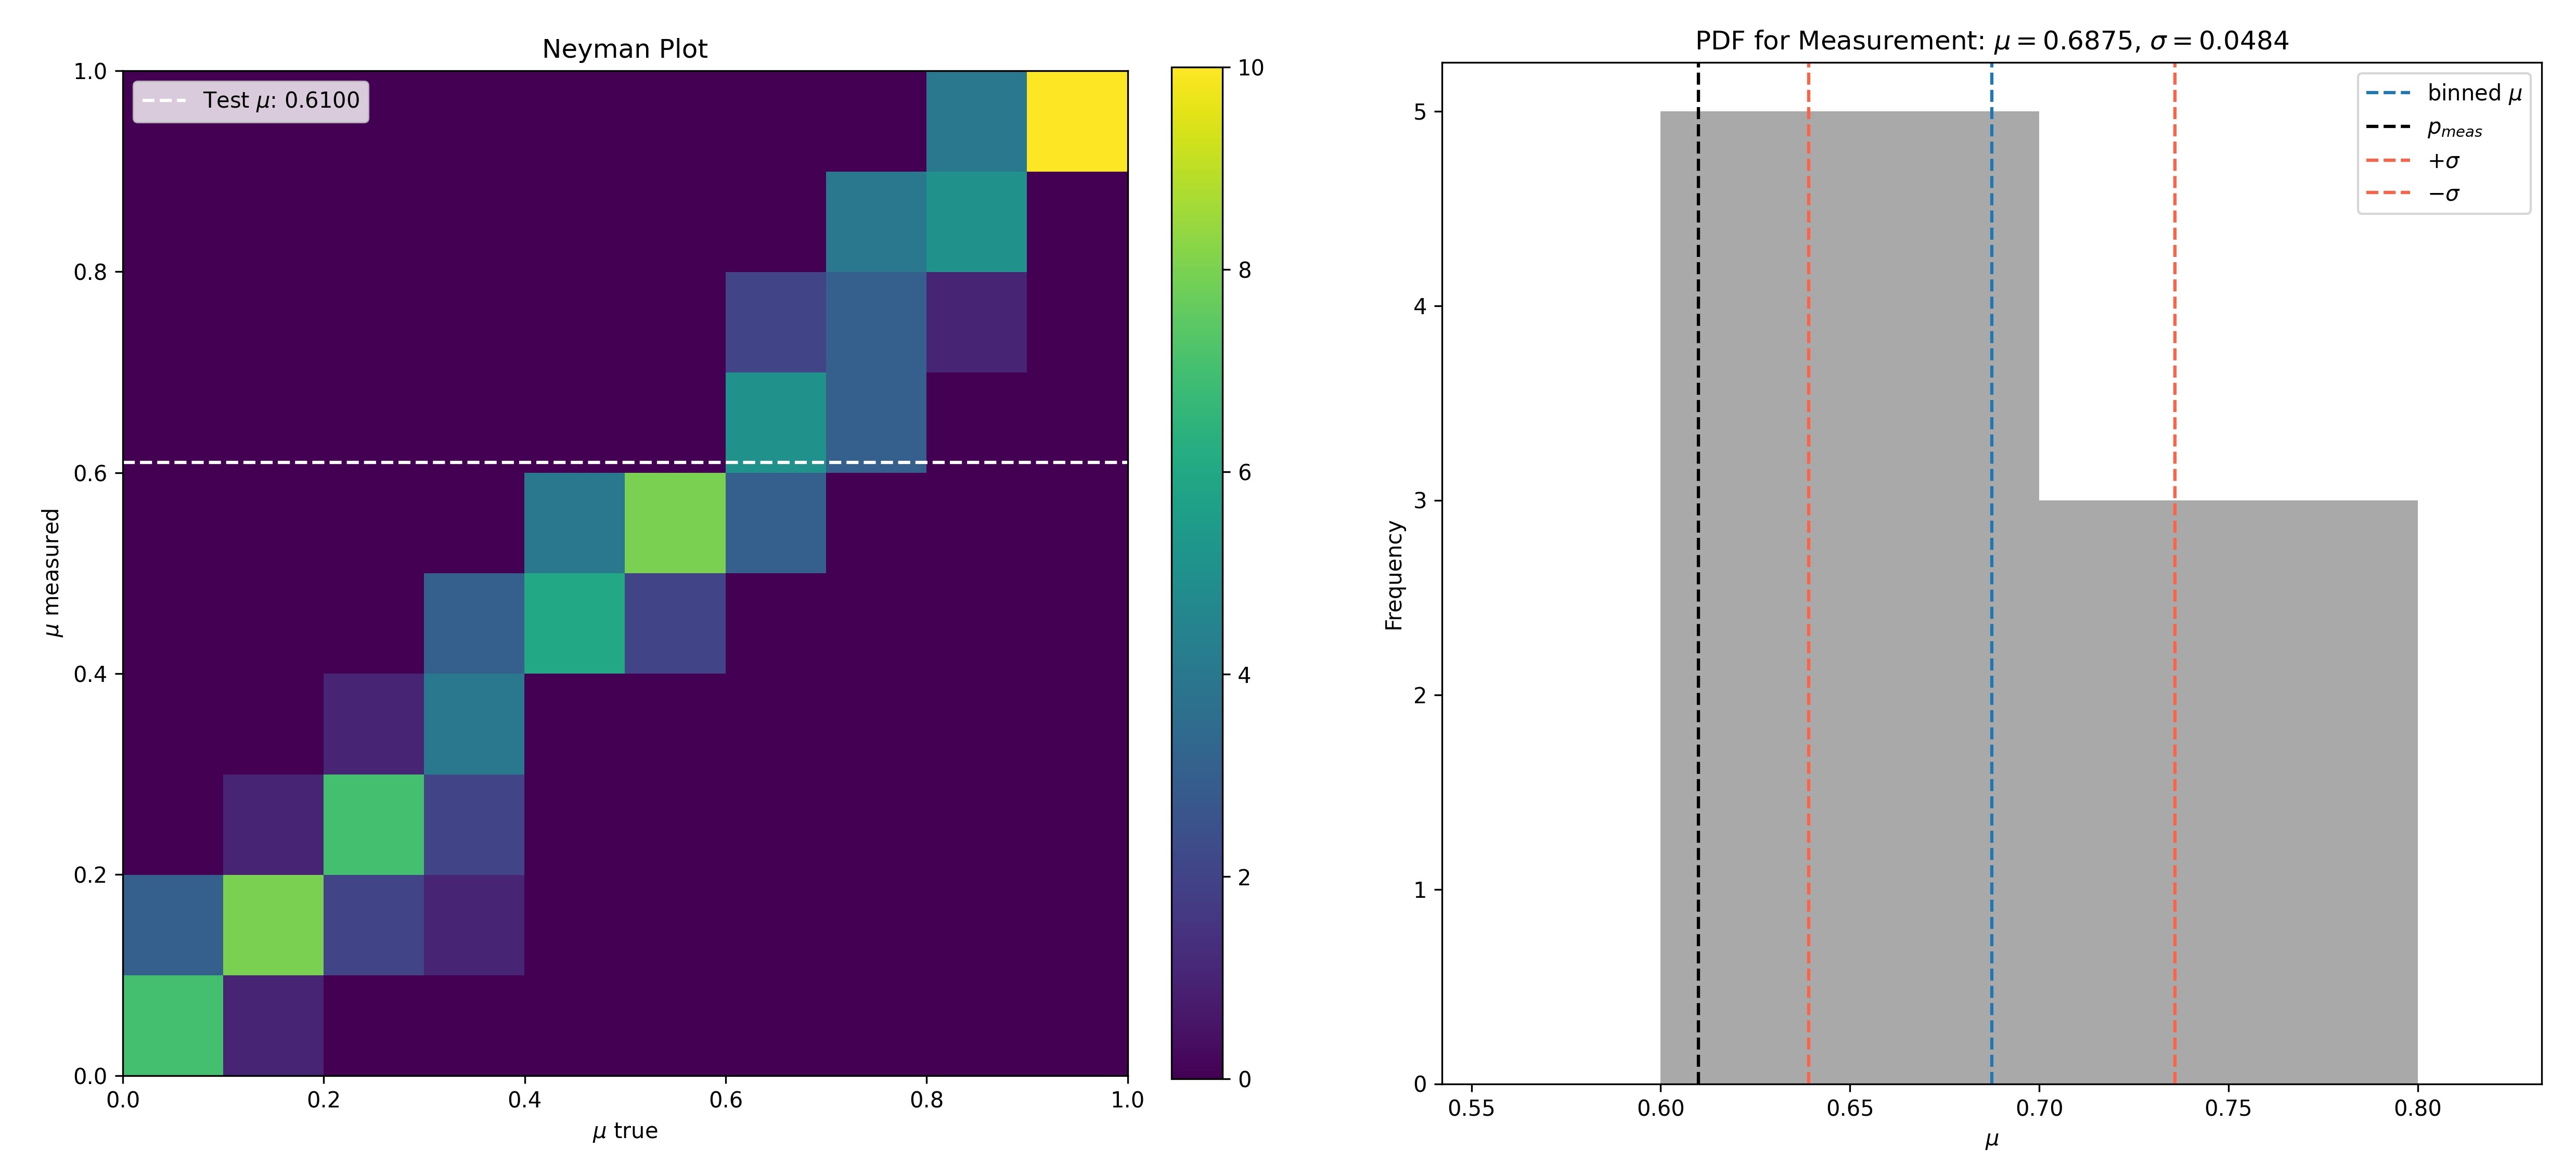 Neyman Plot
Test μ: 0.6100
μ measured
1.0
0.8
0.6
0.4
0.2
0.0
0.0 0.2 0.4 0.6 0.8 1.0
μ true
10
8
6
4
2
0
PDF for Measurement: μ = 0.6875, σ = 0.0484
binned μ
p_meas
+σ
−σ
Frequency
5
4
3
2
1
0
0.55 0.60 0.65 0.70 0.75 0.80
μ